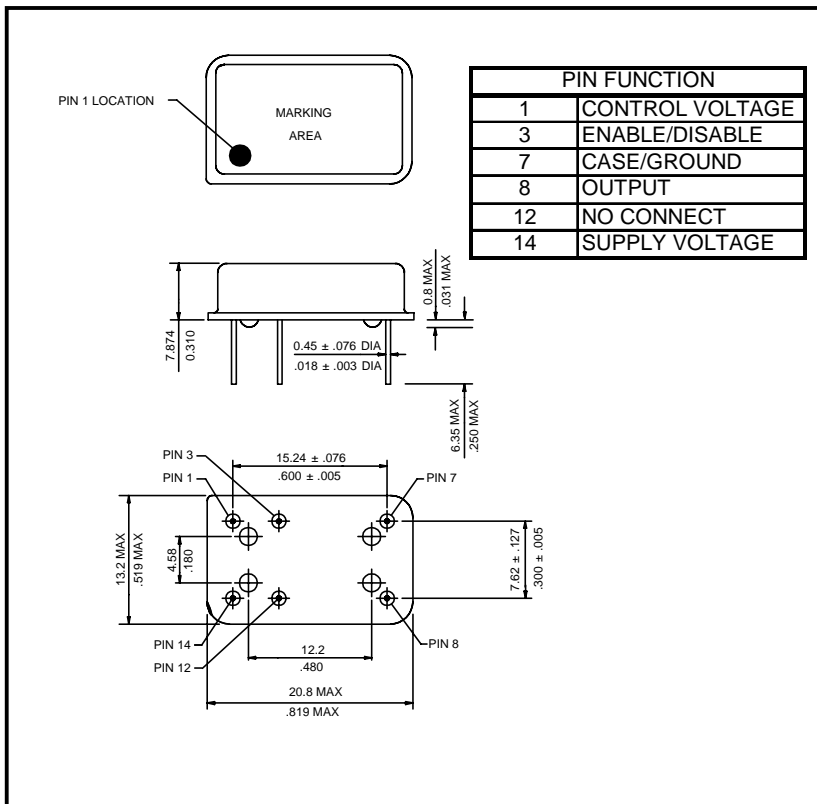 PIN 1 LOCATION
MARKING
AREA
PIN FUNCTION
1 CONTROL VOLTAGE
3 ENABLE/DISABLE
7 CASE/GROUND
8 OUTPUT
12 NO CONNECT
14 SUPPLY VOLTAGE
7.874
0.310
0.8 MAX
.031 MAX
0.45 ± .076 DIA
.018 ± .003 DIA
6.35 MAX
.250 MAX
PIN 3
PIN 1
15.24 ± .076
.600 ± .005
PIN 7
13.2 MAX
.519 MAX
4.58
.180
7.62 ± .127
.300 ± .005
PIN 14
PIN 12
12.2
.480
PIN 8
20.8 MAX
.819 MAX